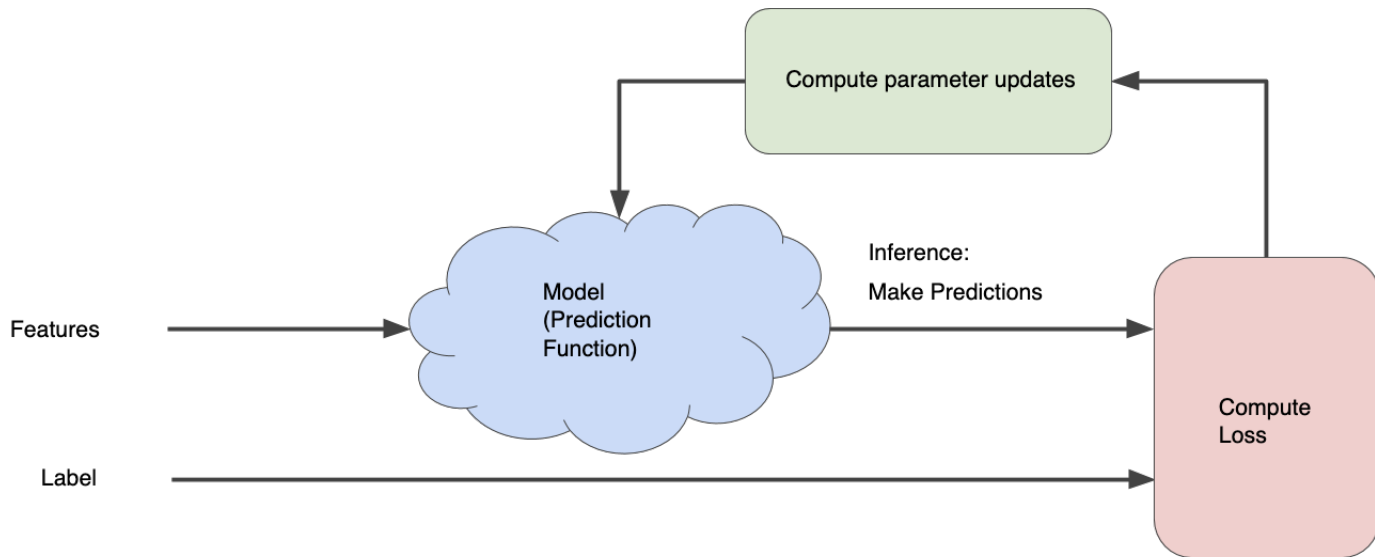 Compute parameter updates
Inference:
Make Predictions
Model
(Prediction
Function)
Features
Compute
Loss
Label